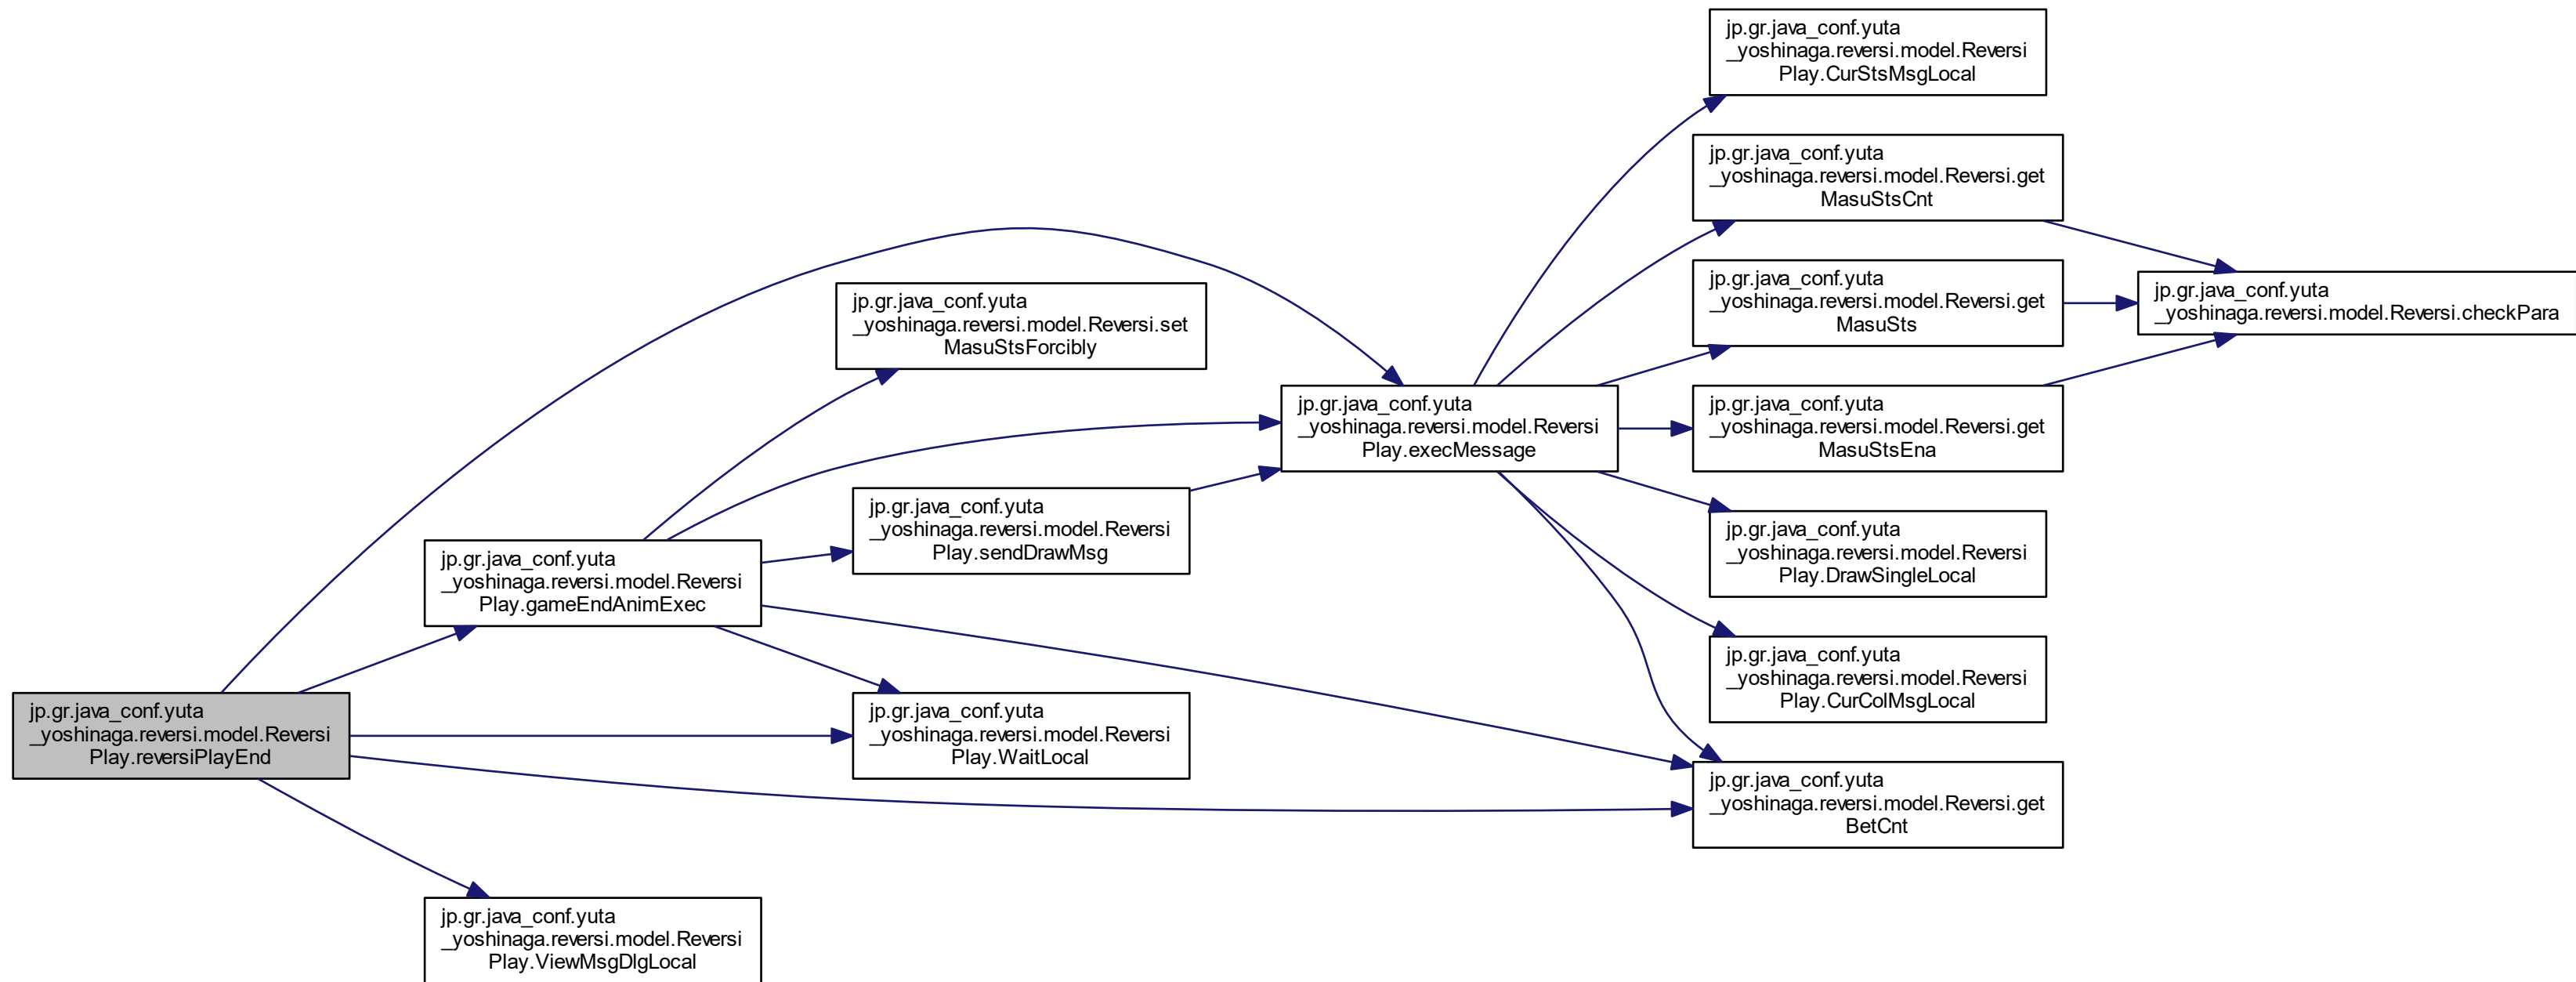 jp.gr.java_conf.yuta
_yoshinaga.reversi.model.Reversi
Play.reversiPlayEnd
jp.gr.java_conf.yuta
_yoshinaga.reversi.model.Reversi
Play.gameEndAnimExec
jp.gr.java_conf.yuta
_yoshinaga.reversi.model.Reversi
Play.ViewMsgDlgLocal
jp.gr.java_conf.yuta
_yoshinaga.reversi.model.Reversi.set
MasuStsForcibly
jp.gr.java_conf.yuta
_yoshinaga.reversi.model.Reversi
Play.sendDrawMsg
jp.gr.java_conf.yuta
_yoshinaga.reversi.model.Reversi
Play.WaitLocal
jp.gr.java_conf.yuta
_yoshinaga.reversi.model.Reversi
Play.execMessage
jp.gr.java_conf.yuta
_yoshinaga.reversi.model.Reversi
Play.CurStsMsgLocal
jp.gr.java_conf.yuta
_yoshinaga.reversi.model.Reversi.get
MasuStsCnt
jp.gr.java_conf.yuta
_yoshinaga.reversi.model.Reversi.get
MasuSts
jp.gr.java_conf.yuta
_yoshinaga.reversi.model.Reversi.get
MasuStsEna
jp.gr.java_conf.yuta
_yoshinaga.reversi.model.Reversi
Play.DrawSingleLocal
jp.gr.java_conf.yuta
_yoshinaga.reversi.model.Reversi
Play.CurColMsgLocal
jp.gr.java_conf.yuta
_yoshinaga.reversi.model.Reversi.get
BetCnt
jp.gr.java_conf.yuta
_yoshinaga.reversi.model.Reversi.checkPara